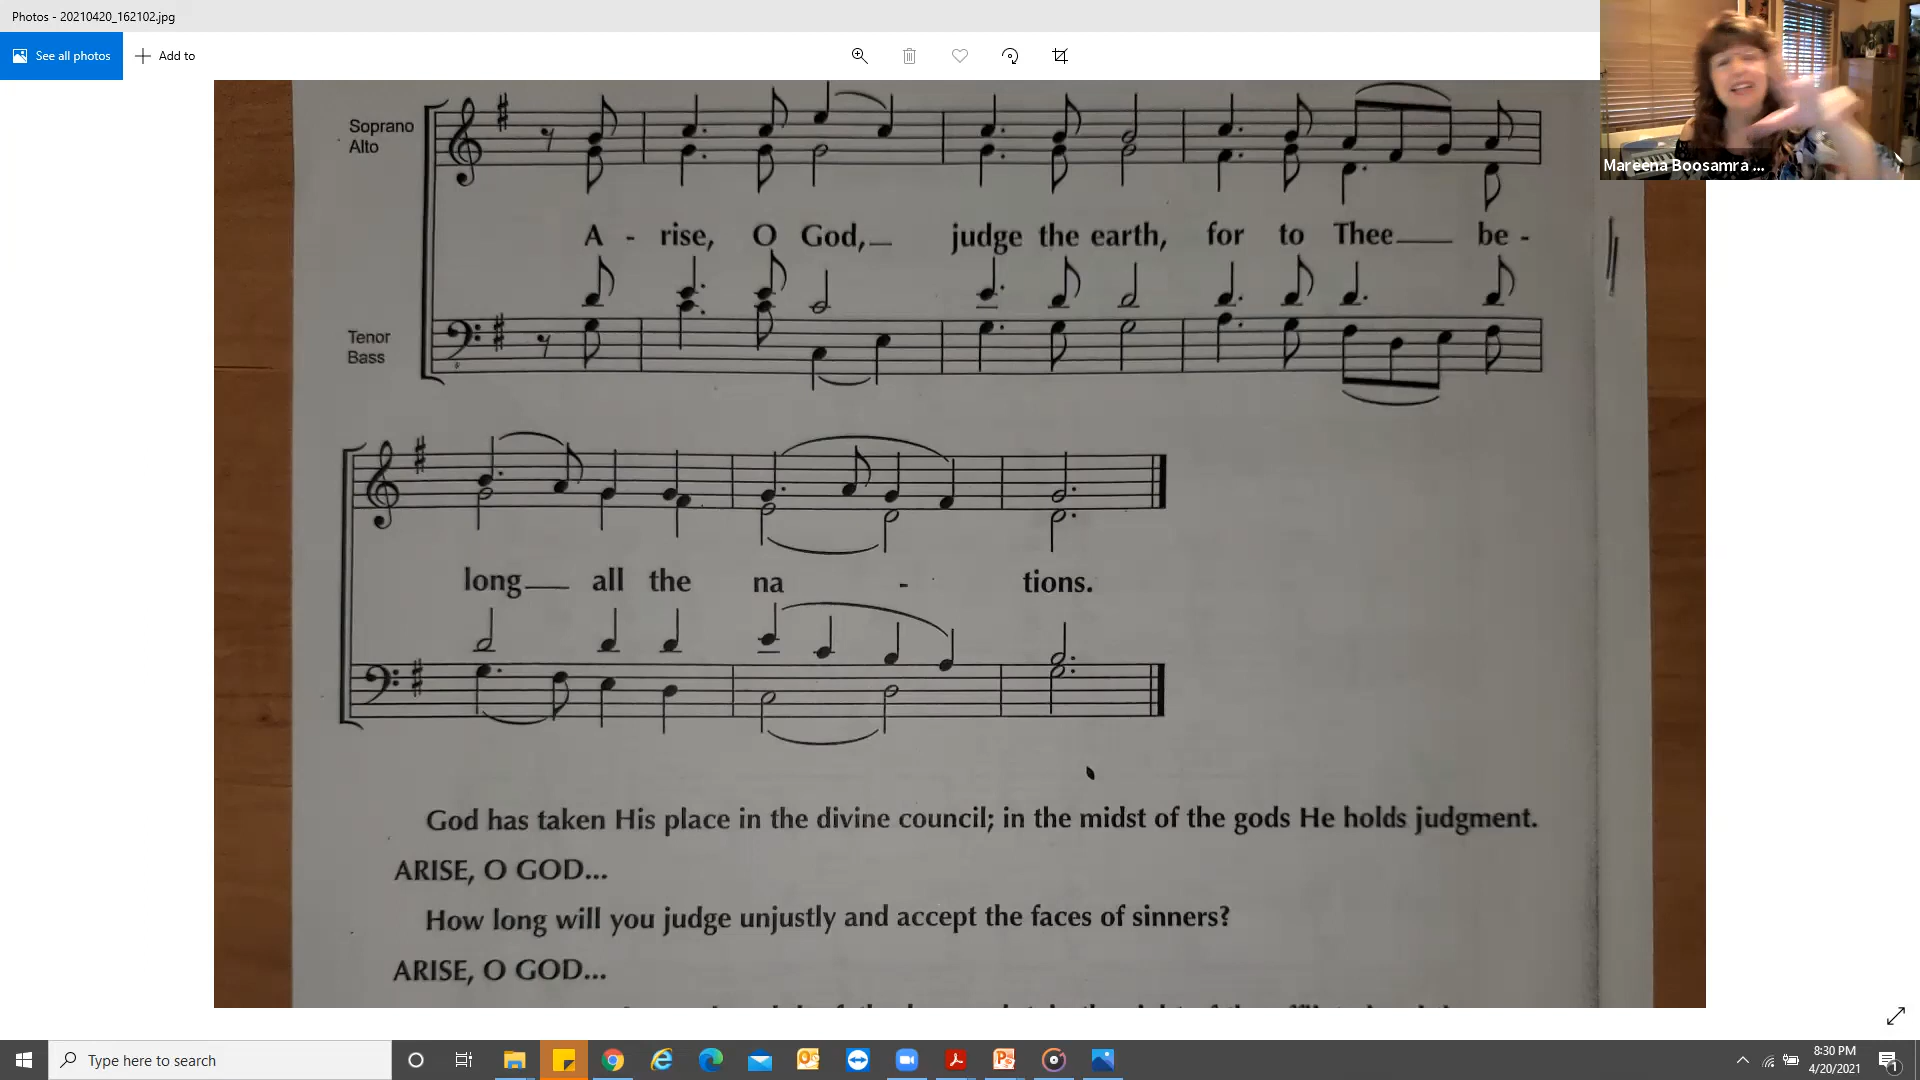 Photos - 20210420_162102.jpg
See all photos
Add to
Mareena Boosamra ...
Soprano
Alto
A - rise, O God, judge the earth, for to Thee be -
Tenor
Bass
long all the na - tions.
God has taken His place in the divine council; in the midst of the gods He holds judgment.
ARISE, O GOD...
How long will you judge unjustly and accept the faces of sinners?
ARISE, O GOD...
Type here to search
8:30 PM
4/20/2021